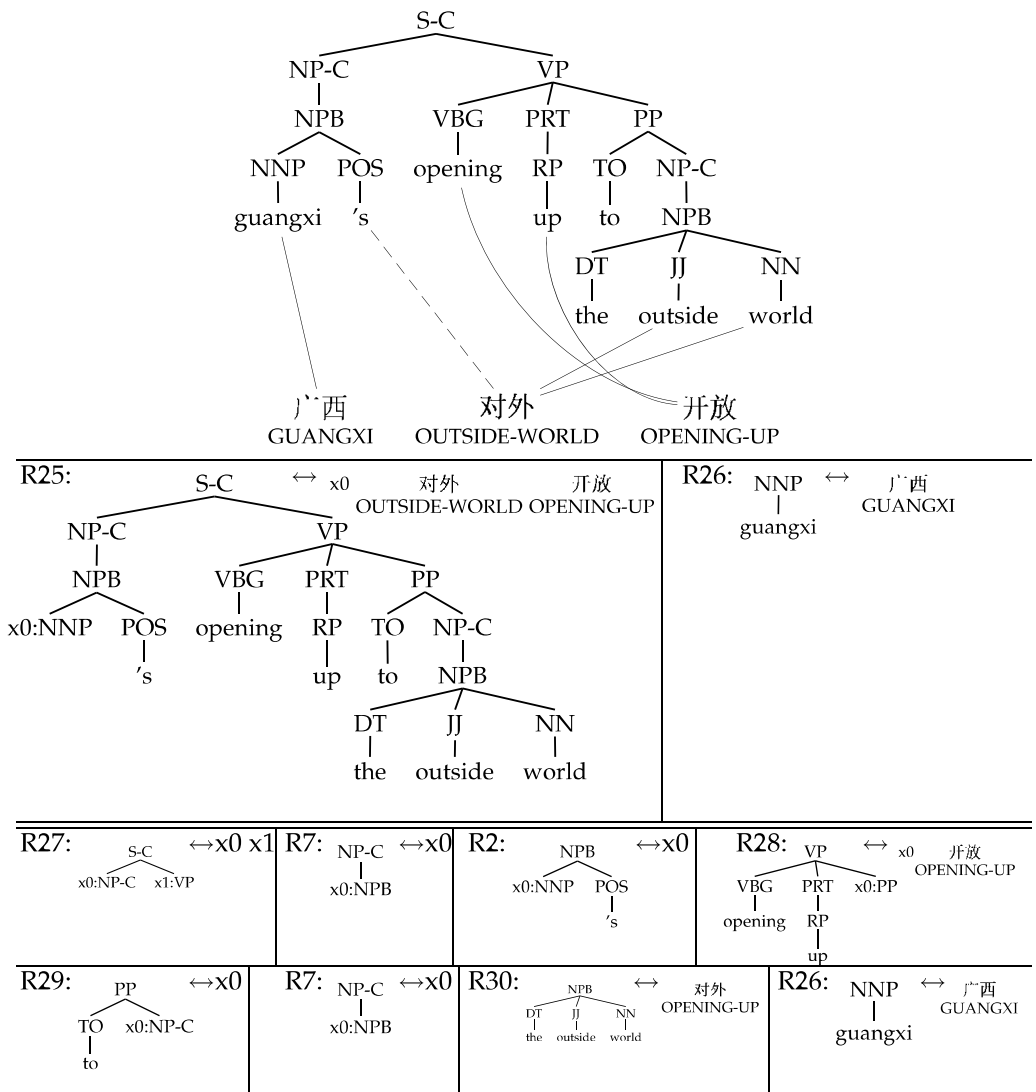 S-C
NP-C VP
NPB VBG PRT PP
NNP POS opening RP TO NP-C
guangxi 's up to NPB
DT JJ NN
the outside world
广西 对外 开放
GUANGXI OUTSIDE-WORLD OPENING-UP
R25: S-C ↔ x0 对外 开放
OUTSIDE-WORLD OPENING-UP
NP-C VP
NPB VBG PRT PP
x0:NNP POS opening RP TO NP-C
's up to NPB
DT JJ NN
the outside world
R26: NNP ↔ 广西
GUANGXI
guangxi
R27: S-C ↔x0 x1
x0:NP-C x1:VP
R7: NP-C ↔x0
x0:NPB
R2: NPB ↔x0
x0:NNP POS
's
R28: VP ↔ x0 开放
OPENING-UP
VBG PRT x0:PP
opening RP
up
R29: PP ↔x0
TO x0:NP-C
to
R7: NP-C ↔x0
x0:NPB
R30: NPB ↔ 对外
OPENING-UP
DT JJ NN
the outside world
R26: NNP ↔ 广西
GUANGXI
guangxi